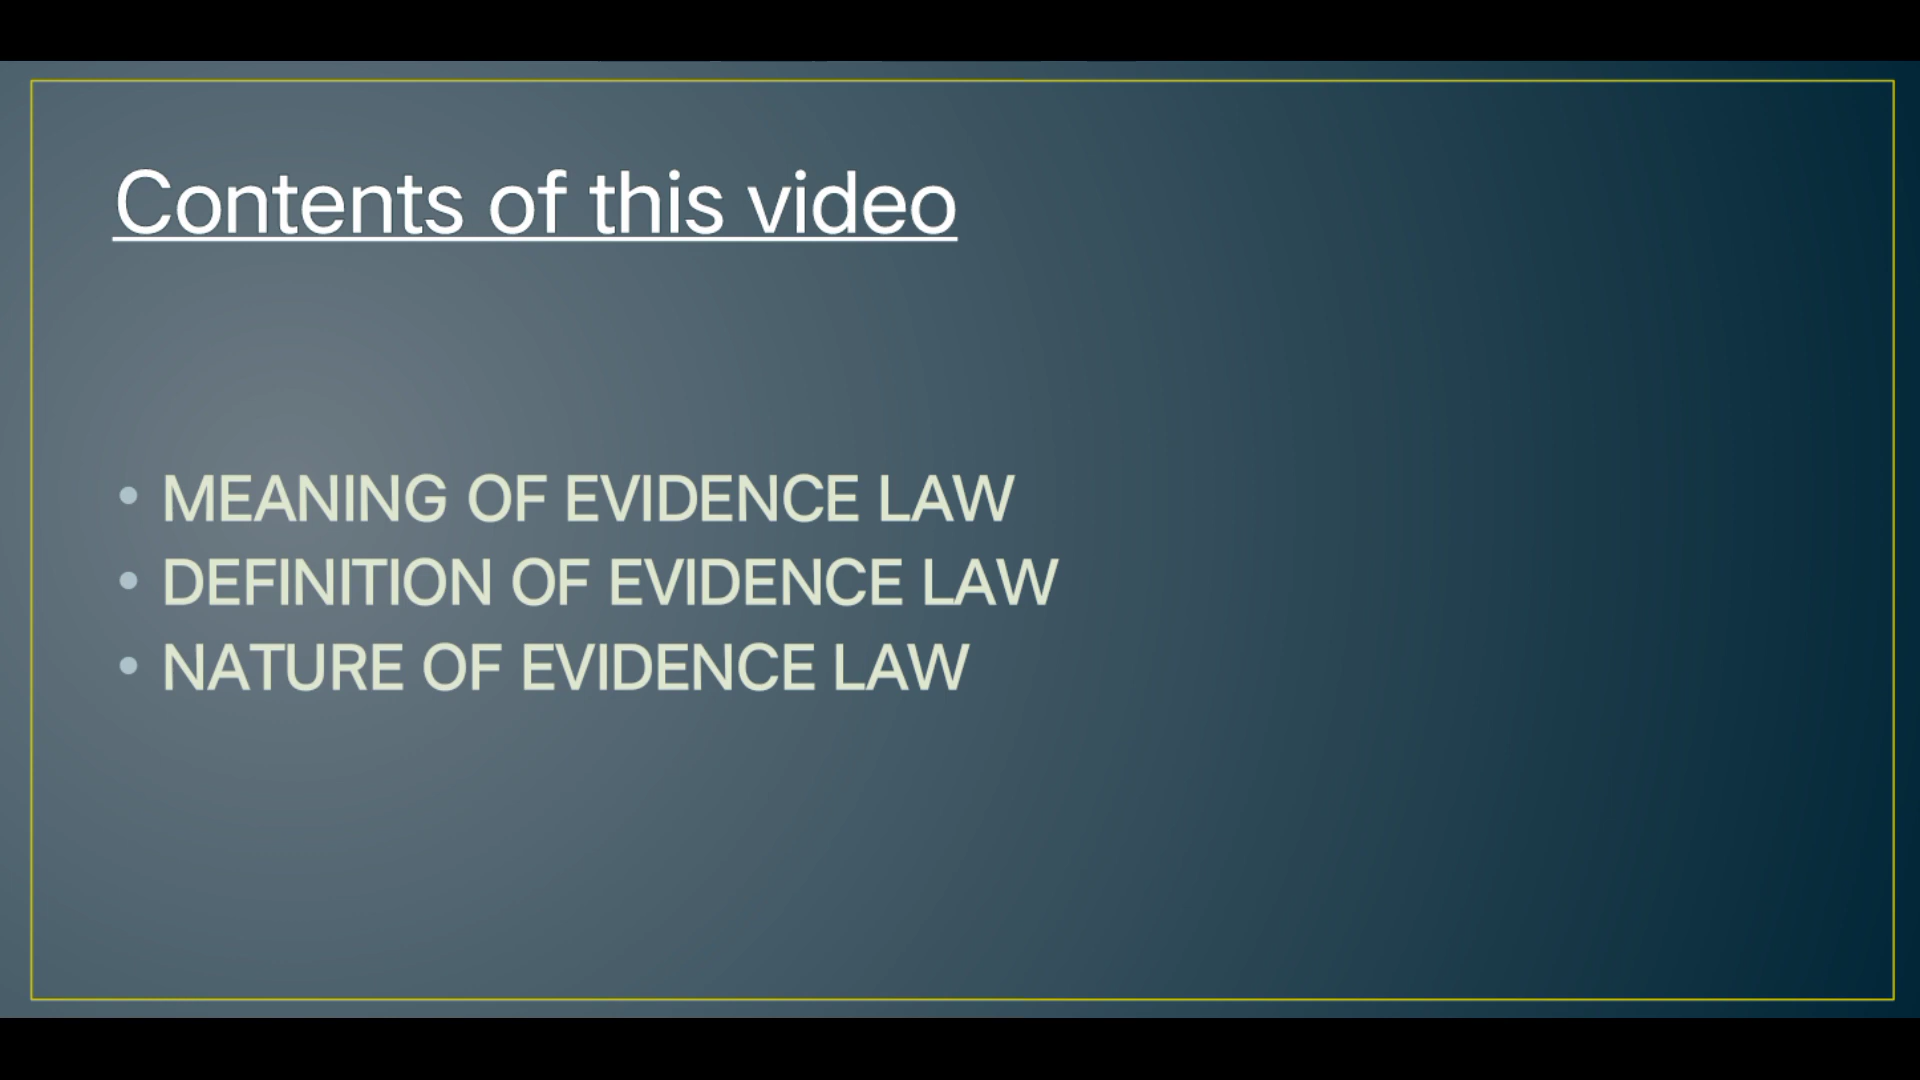 Contents of this video
• MEANING OF EVIDENCE LAW
• DEFINITION OF EVIDENCE LAW
• NATURE OF EVIDENCE LAW